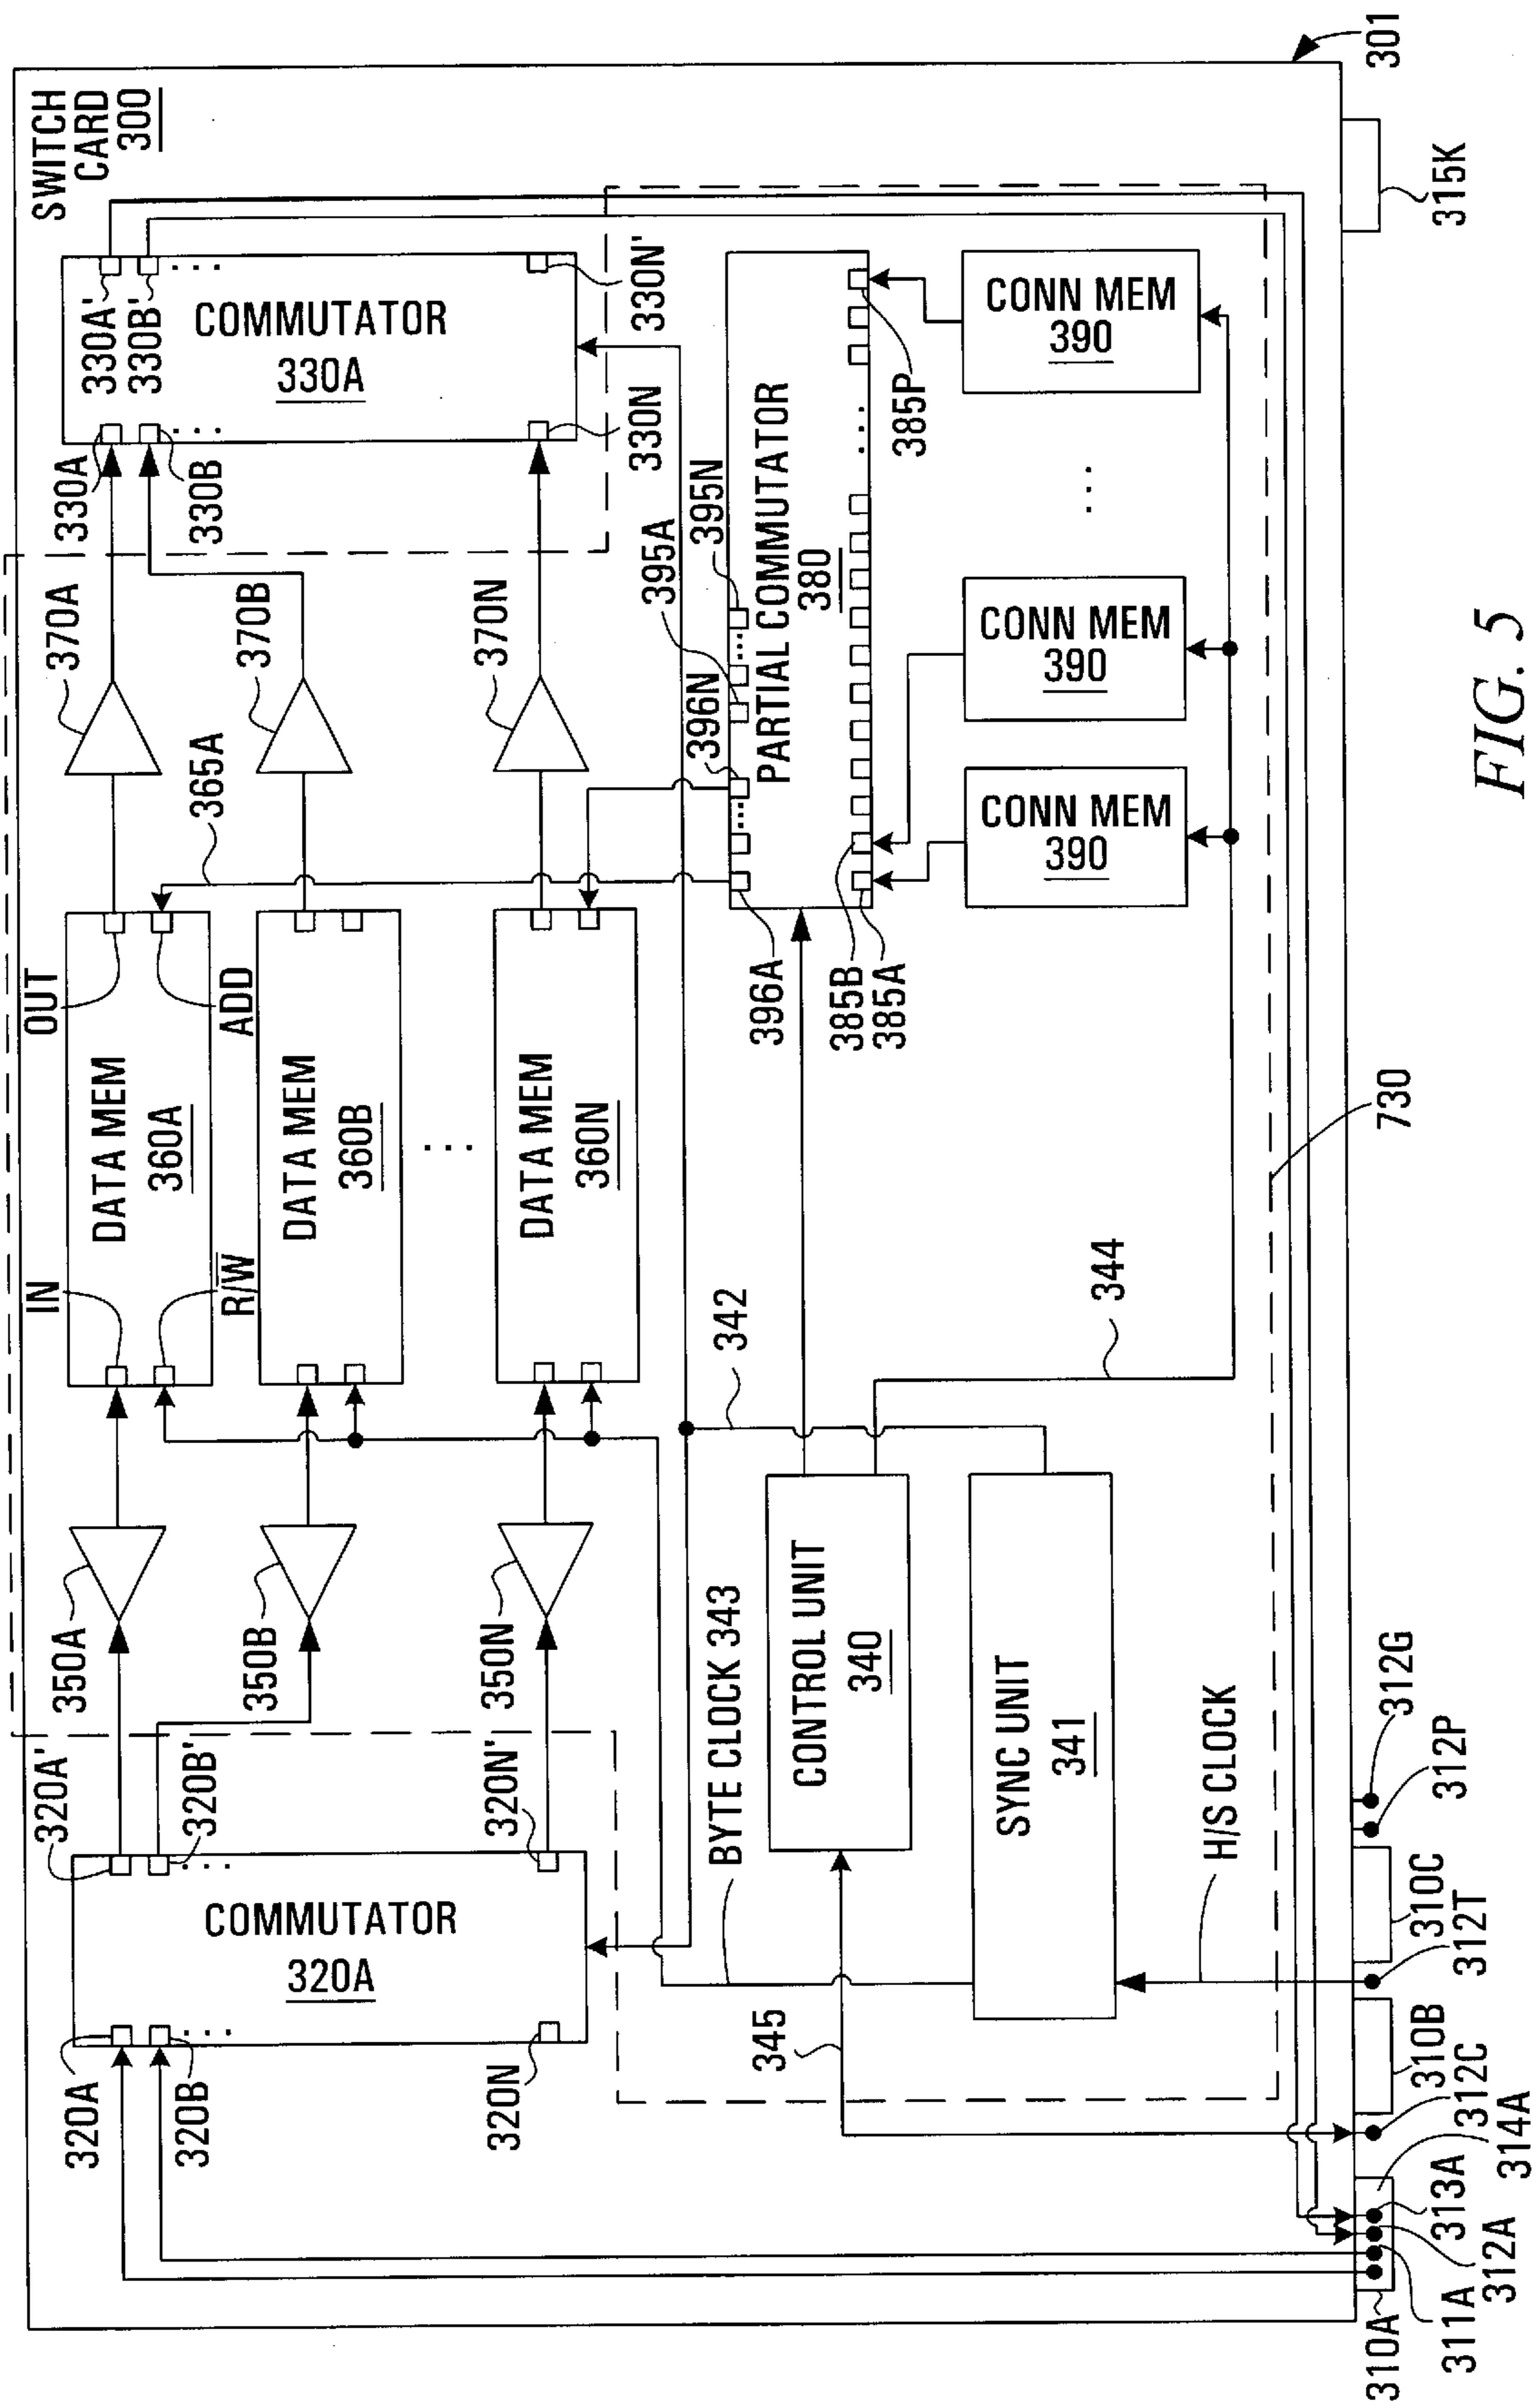 SWITCH
CARD
300
301
315K
330A'
330B'
COMMUTATOR
330A
330N'
330A
330B
330N
370A
370B
370N
365A
OUT
ADD
DATA MEM
360A
IN
R/W
DATA MEM
360B
...
DATA MEM
360N
350A
350B
350N
320A'
320B'
320N'
COMMUTATOR
320A
320A
320B
320N
395N
395A
396N
396A
PARTIAL COMMUTATOR
380
385P
385B
385A
CONN MEM
390
...
CONN MEM
390
CONN MEM
390
342
344
730
BYTE CLOCK 343
CONTROL UNIT
340
SYNC UNIT
341
H/S CLOCK
345
312G
312P
310C
312T
310B
312C
314A
313A
312A
311A
310A
FIG. 5